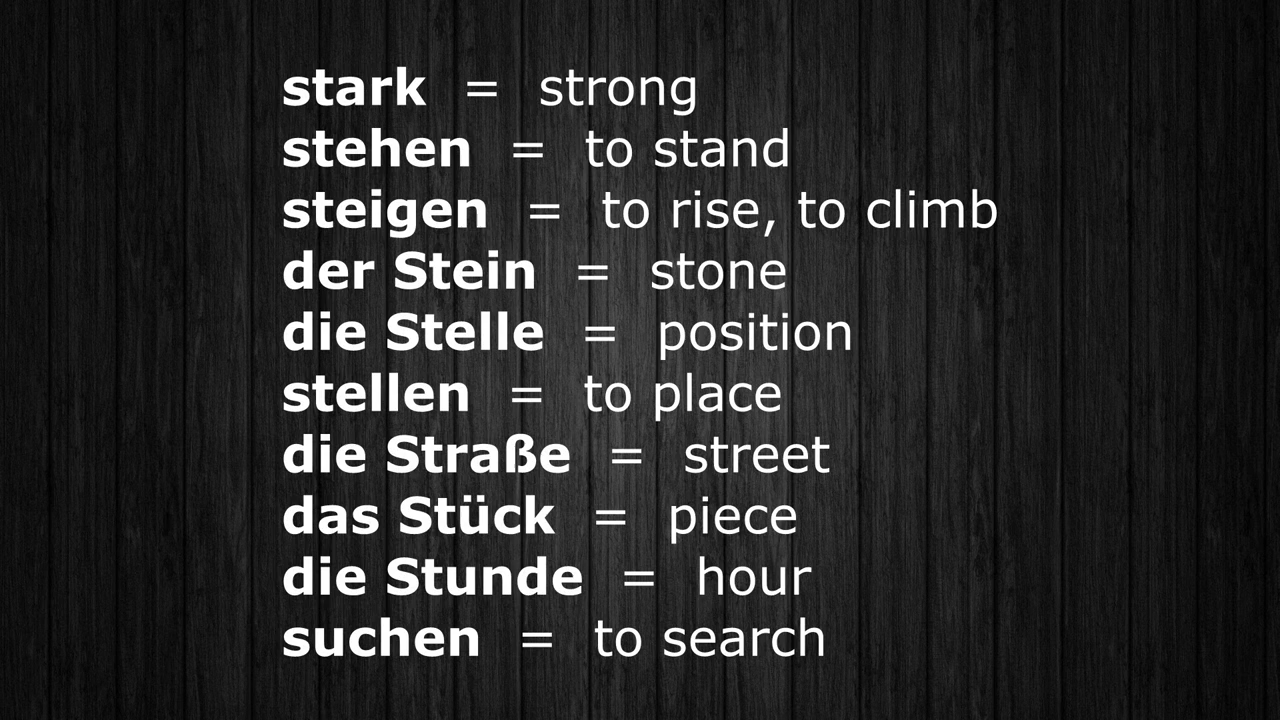 stark = strong
stehen = to stand
steigen = to rise, to climb
der Stein = stone
die Stelle = position
stellen = to place
die Straße = street
das Stück = piece
die Stunde = hour
suchen = to search